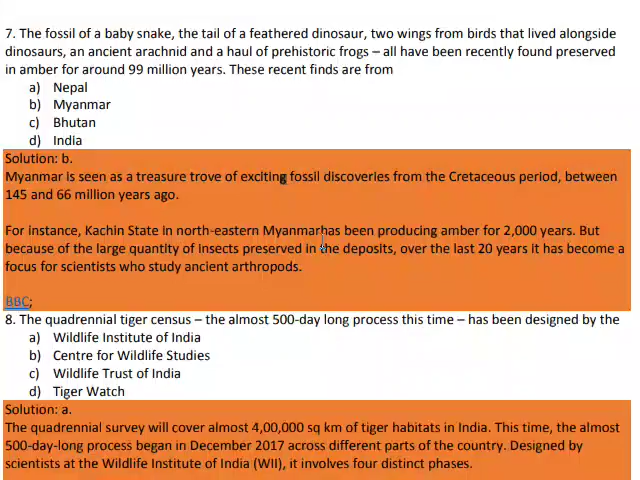 7. The fossil of a baby snake, the tail of a feathered dinosaur, two wings from birds that lived alongside
dinosaurs, an ancient arachnid and a haul of prehistoric frogs – all have been recently found preserved
in amber for around 99 million years. These recent finds are from
a) Nepal
b) Myanmar
c) Bhutan
d) India
Solution: b.
Myanmar is seen as a treasure trove of exciting fossil discoveries from the Cretaceous period, between
145 and 66 million years ago.
For instance, Kachin State in north-eastern Myanmar has been producing amber for 2,000 years. But
because of the large quantity of insects preserved in the deposits, over the last 20 years it has become a
focus for scientists who study ancient arthropods.
BBC;
8. The quadrennial tiger census – the almost 500-day long process this time – has been designed by the
a) Wildlife Institute of India
b) Centre for Wildlife Studies
c) Wildlife Trust of India
d) Tiger Watch
Solution: a.
The quadrennial survey will cover almost 4,00,000 sq km of tiger habitats in India. This time, the almost
500-day-long process began in December 2017 across different parts of the country. Designed by
scientists at the Wildlife Institute of India (WII), it involves four distinct phases.